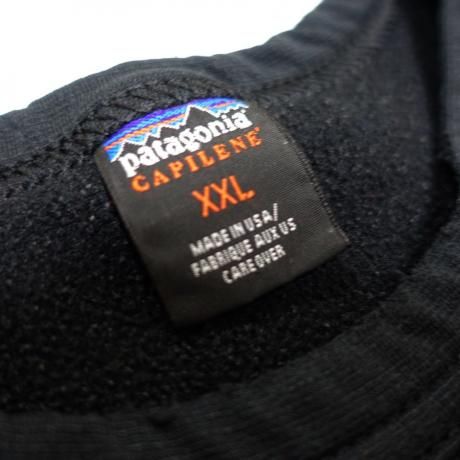 patagonia®
CAPILENE®
XXL
MADE IN USA/
FABRIQUE AUX US
CARE OVER